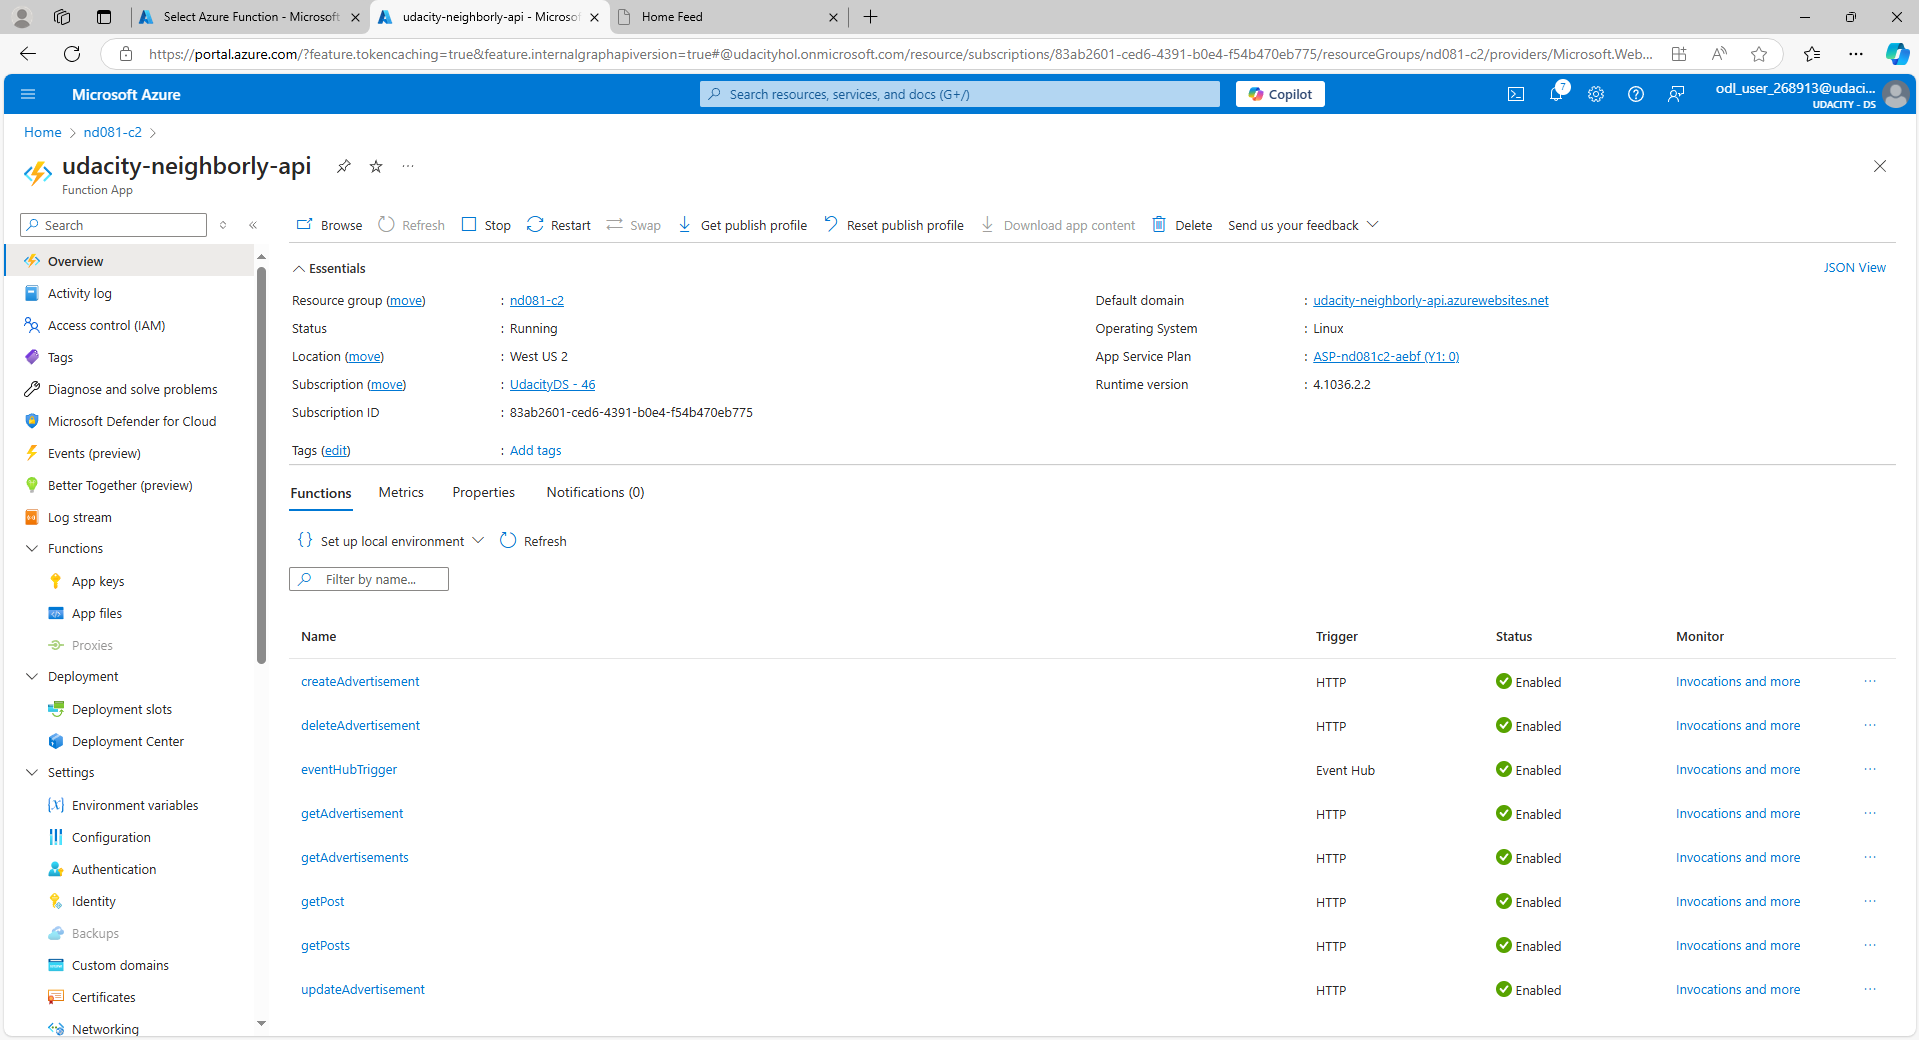 Select Azure Function - Microsoft
udacity-neighborly-api - Microso
Home Feed
https://portal.azure.com/?feature.tokencaching=true&feature.internalgraphapiversion=true#@udacityhol.onmicrosoft.com/resource/subscriptions/83ab2601-ced6-4391-b0e4-f54b470eb775/resourceGroups/nd081-c2/providers/Microsoft.Web...
Microsoft Azure
Search resources, services, and docs (G+/)
Copilot
7
odl_user_268913@udaci...
UDACITY - DS
Home > nd081-c2 >
udacity-neighborly-api
Function App
Search
Browse
Refresh
Stop
Restart
Swap
Get publish profile
Reset publish profile
Download app content
Delete
Send us your feedback
Overview
Activity log
Access control (IAM)
Tags
Diagnose and solve problems
Microsoft Defender for Cloud
Events (preview)
Better Together (preview)
Log stream
Functions
App keys
App files
Proxies
Deployment
Deployment slots
Deployment Center
Settings
Environment variables
Configuration
Authentication
Identity
Backups
Custom domains
Certificates
Networking
Essentials
JSON View
Resource group (move) : nd081-c2
Status : Running
Location (move) : West US 2
Subscription (move) : UdacityDS - 46
Subscription ID : 83ab2601-ced6-4391-b0e4-f54b470eb775
Tags (edit) : Add tags
Default domain : udacity-neighborly-api.azurewebsites.net
Operating System : Linux
App Service Plan : ASP-nd081c2-aebf (Y1: 0)
Runtime version : 4.1036.2.2
Functions
Metrics
Properties
Notifications (0)
Set up local environment
Refresh
Filter by name...
Name Trigger Status Monitor
createAdvertisement HTTP Enabled Invocations and more
deleteAdvertisement HTTP Enabled Invocations and more
eventHubTrigger Event Hub Enabled Invocations and more
getAdvertisement HTTP Enabled Invocations and more
getAdvertisements HTTP Enabled Invocations and more
getPost HTTP Enabled Invocations and more
getPosts HTTP Enabled Invocations and more
updateAdvertisement HTTP Enabled Invocations and more